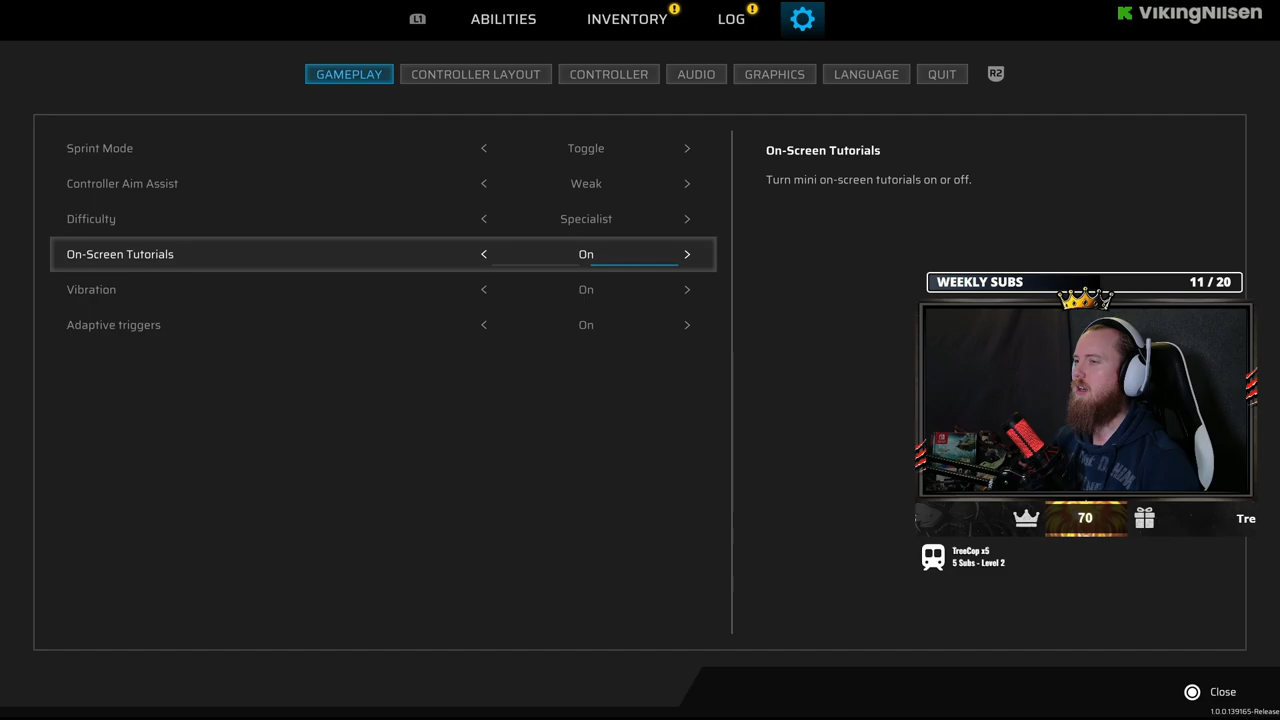 L1
ABILITIES
INVENTORY
LOG
VikingNilsen
GAMEPLAY
CONTROLLER LAYOUT
CONTROLLER
AUDIO
GRAPHICS
LANGUAGE
QUIT
R2
Sprint Mode
Toggle
Controller Aim Assist
Weak
Difficulty
Specialist
On-Screen Tutorials
On
Vibration
On
Adaptive triggers
On
On-Screen Tutorials
Turn mini on-screen tutorials on or off.
WEEKLY SUBS
11 / 20
70
Tre
TreeCop x5
5 Subs - Level 2
Close
1.0.0.139165-Release